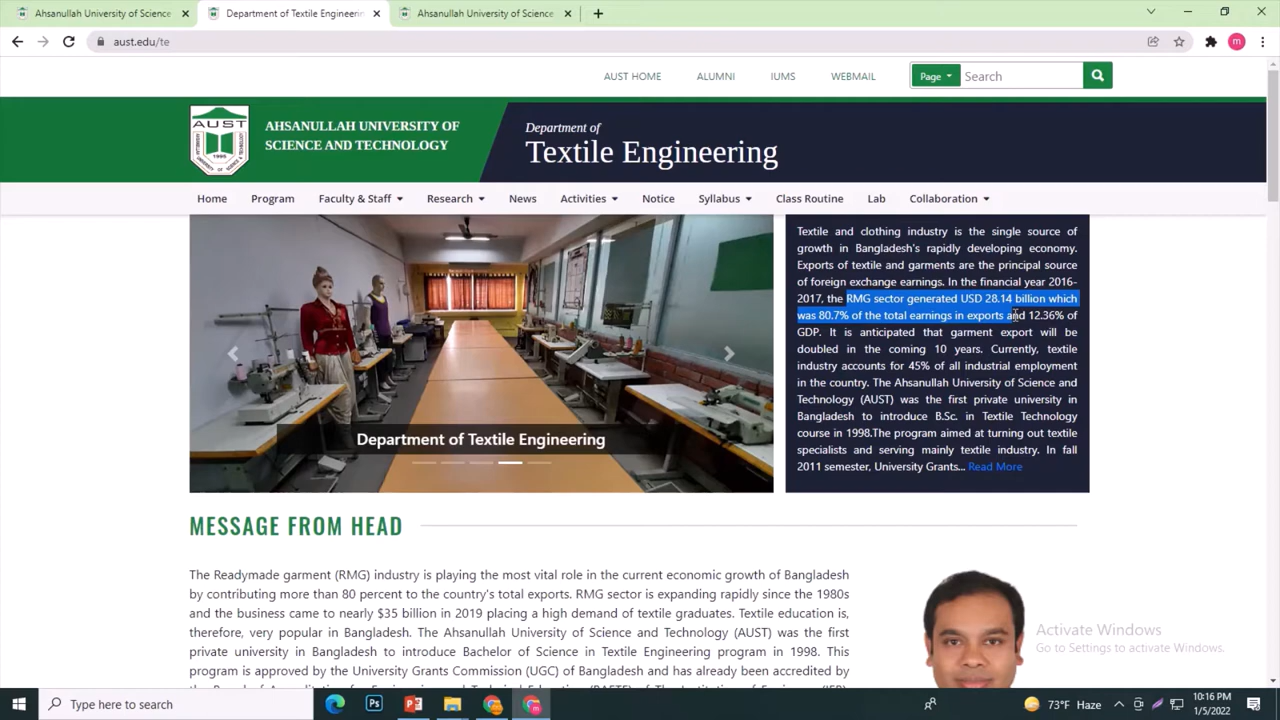 Ahsanullah University of Science
Department of Textile Engineerin
Ahsanullah University of Science
aust.edu/te
m
AUST HOME
ALUMNI
IUMS
WEBMAIL
Page
Search
AUST
AHSANULLAH UNIVERSITY OF
SCIENCE AND TECHNOLOGY
Department of
Textile Engineering
Home
Program
Faculty & Staff
Research
News
Activities
Notice
Syllabus
Class Routine
Lab
Collaboration
Department of Textile Engineering
Textile and clothing industry is the single source of
growth in Bangladesh's rapidly developing economy.
Exports of textile and garments are the principal source
of foreign exchange earnings. In the financial year 2016-
2017, the RMG sector generated USD 28.14 billion which
was 80.7% of the total earnings in exports and 12.36% of
GDP. It is anticipated that garment export will be
doubled in the coming 10 years. Currently, textile
industry accounts for 45% of all industrial employment
in the country. The Ahsanullah University of Science and
Technology (AUST) was the first private university in
Bangladesh to introduce B.Sc. in Textile Technology
course in 1998.The program aimed at turning out textile
specialists and serving mainly textile industry. In fall
2011 semester, University Grants... Read More
MESSAGE FROM HEAD
The Readymade garment (RMG) industry is playing the most vital role in the current economic growth of Bangladesh
by contributing more than 80 percent to the country's total exports. RMG sector is expanding rapidly since the 1980s
and the business came to nearly $35 billion in 2019 placing a high demand of textile graduates. Textile education is,
therefore, very popular in Bangladesh. The Ahsanullah University of Science and Technology (AUST) was the first
private university in Bangladesh to introduce Bachelor of Science in Textile Engineering program in 1998. This
program is approved by the University Grants Commission (UGC) of Bangladesh and has already been accredited by
Activate Windows
Go to Settings to activate Windows.
Type here to search
73°F Haze
10:16 PM
1/5/2022